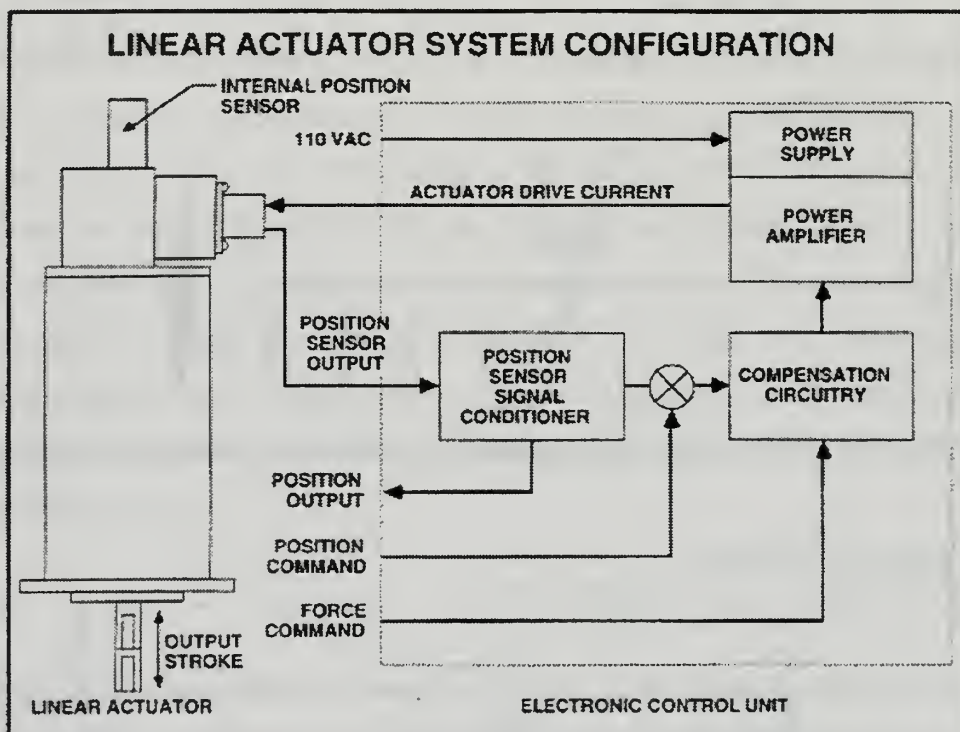 LINEAR ACTUATOR SYSTEM CONFIGURATION
INTERNAL POSITION
SENSOR
110 VAC
POWER
SUPPLY
ACTUATOR DRIVE CURRENT
POWER
AMPLIFIER
POSITION
SENSOR
OUTPUT
POSITION
SENSOR
SIGNAL
CONDITIONER
COMPENSATION
CIRCUITRY
POSITION
OUTPUT
POSITION
COMMAND
FORCE
COMMAND
OUTPUT
STROKE
LINEAR ACTUATOR
ELECTRONIC CONTROL UNIT